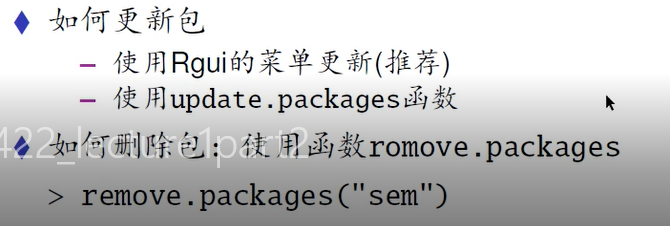 如何更新包
– 使用Rgui的菜单更新(推荐)
– 使用update.packages函数
如何删除包: 使用函数romove.packages
422_lecture1part2
> remove.packages("sem")